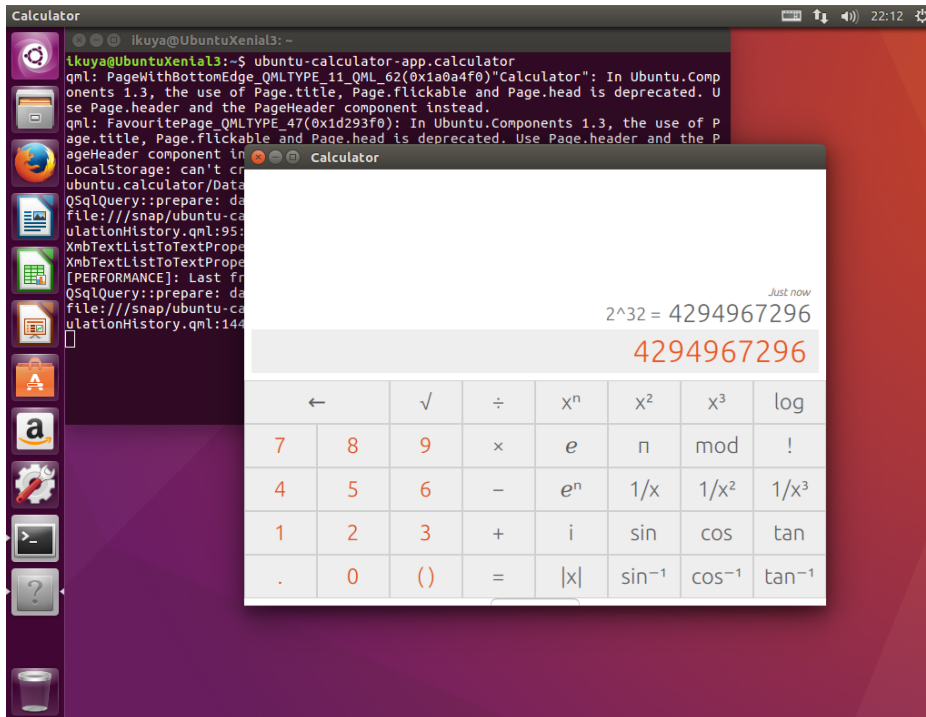 Calculator
22:12
ikuya@UbuntuXenial3: ~
ikuya@UbuntuXenial3:~$ ubuntu-calculator-app.calculator
qml: PageWithBottomEdge_QMLTYPE_11_QML_62(0x1a0a4f0)"Calculator": In Ubuntu.Comp
onents 1.3, the use of Page.title, Page.flickable and Page.head is deprecated. U
se Page.header and the PageHeader component instead.
qml: FavouritePage_QMLTYPE_47(0x1d293f0): In Ubuntu.Components 1.3, the use of P
age.title, Page.flickable and Page.head is deprecated. Use Page.header and the P
ageHeader component in
LocalStorage: can't cr
ubuntu.calculator/Data
QSqlQuery::prepare: da
file:///snap/ubuntu-ca
ulationHistory.qml:95:
XmbTextListToTextPrope
XmbTextListToTextPrope
[PERFORMANCE]: Last fr
QSqlQuery::prepare: da
file:///snap/ubuntu-ca
ulationHistory.qml:144
Calculator
Just now
2^32 = 4294967296
4294967296
← √ ÷ xⁿ x² x³ log
7 8 9 × e π mod !
4 5 6 − eⁿ 1/x 1/x² 1/x³
1 2 3 + i sin cos tan
. 0 () = |x| sin⁻¹ cos⁻¹ tan⁻¹
a
>_
?